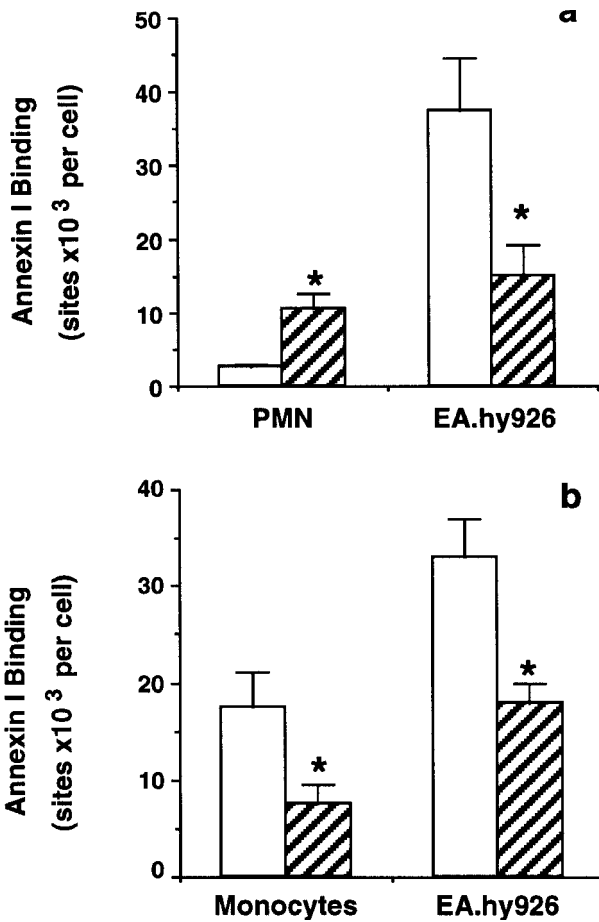 a
50
40
30
20
10
0
Annexin I Binding
(sites x10 3 per cell)
*
*
PMN
EA.hy926
b
40
30
20
10
0
Annexin I Binding
(sites x10 3 per cell)
*
*
Monocytes
EA.hy926